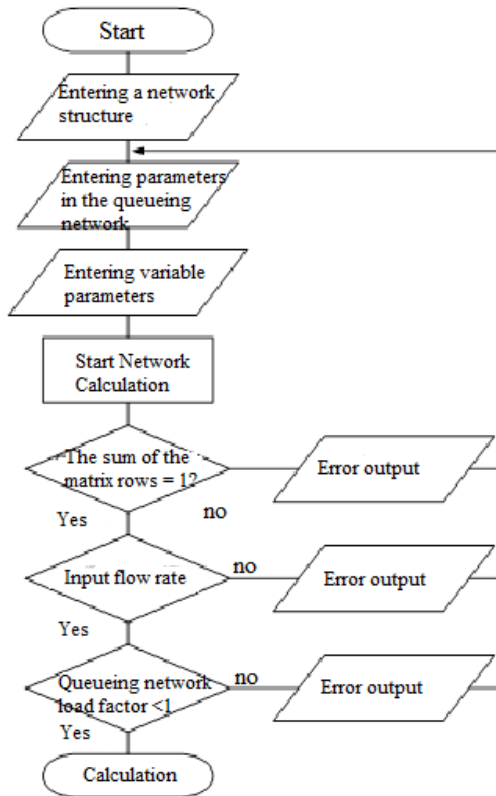 Start
Entering a network
structure
Entering parameters
in the queueing
network
Entering variable
parameters
Start Network
Calculation
The sum of the
matrix rows = 1?
Error output
Yes
no
Input flow rate
no
Error output
Yes
Queueing network
load factor <1
no
Error output
Yes
Calculation